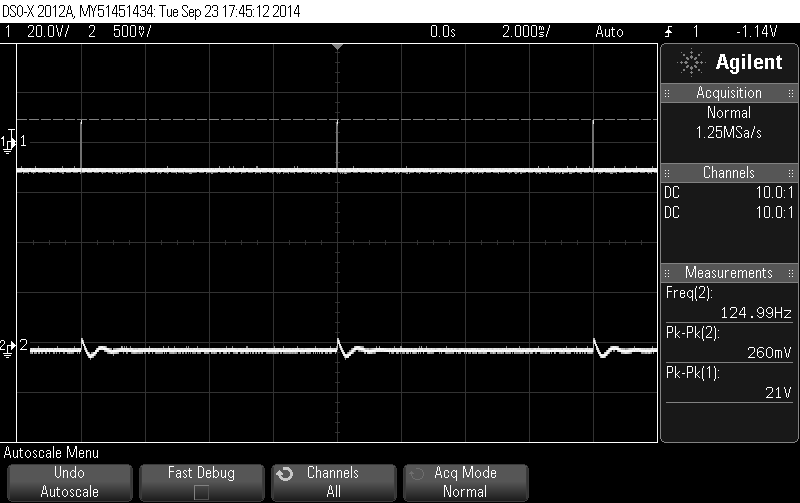 DSO-X 2012A, MY51451434: Tue Sep 23 17:45:12 2014
1 20.0V/ 2 500mV/ 0.0s 2.000ms/ Auto 1 -1.14V
Agilent
Acquisition
Normal
1.25MSa/s
Channels
DC 10.0:1
DC 10.0:1
Measurements
Freq(2):
124.99Hz
Pk-Pk(2):
260mV
Pk-Pk(1):
21V
1 T 1
2 2
Autoscale Menu
Undo Autoscale
Fast Debug
Channels All
Acq Mode Normal